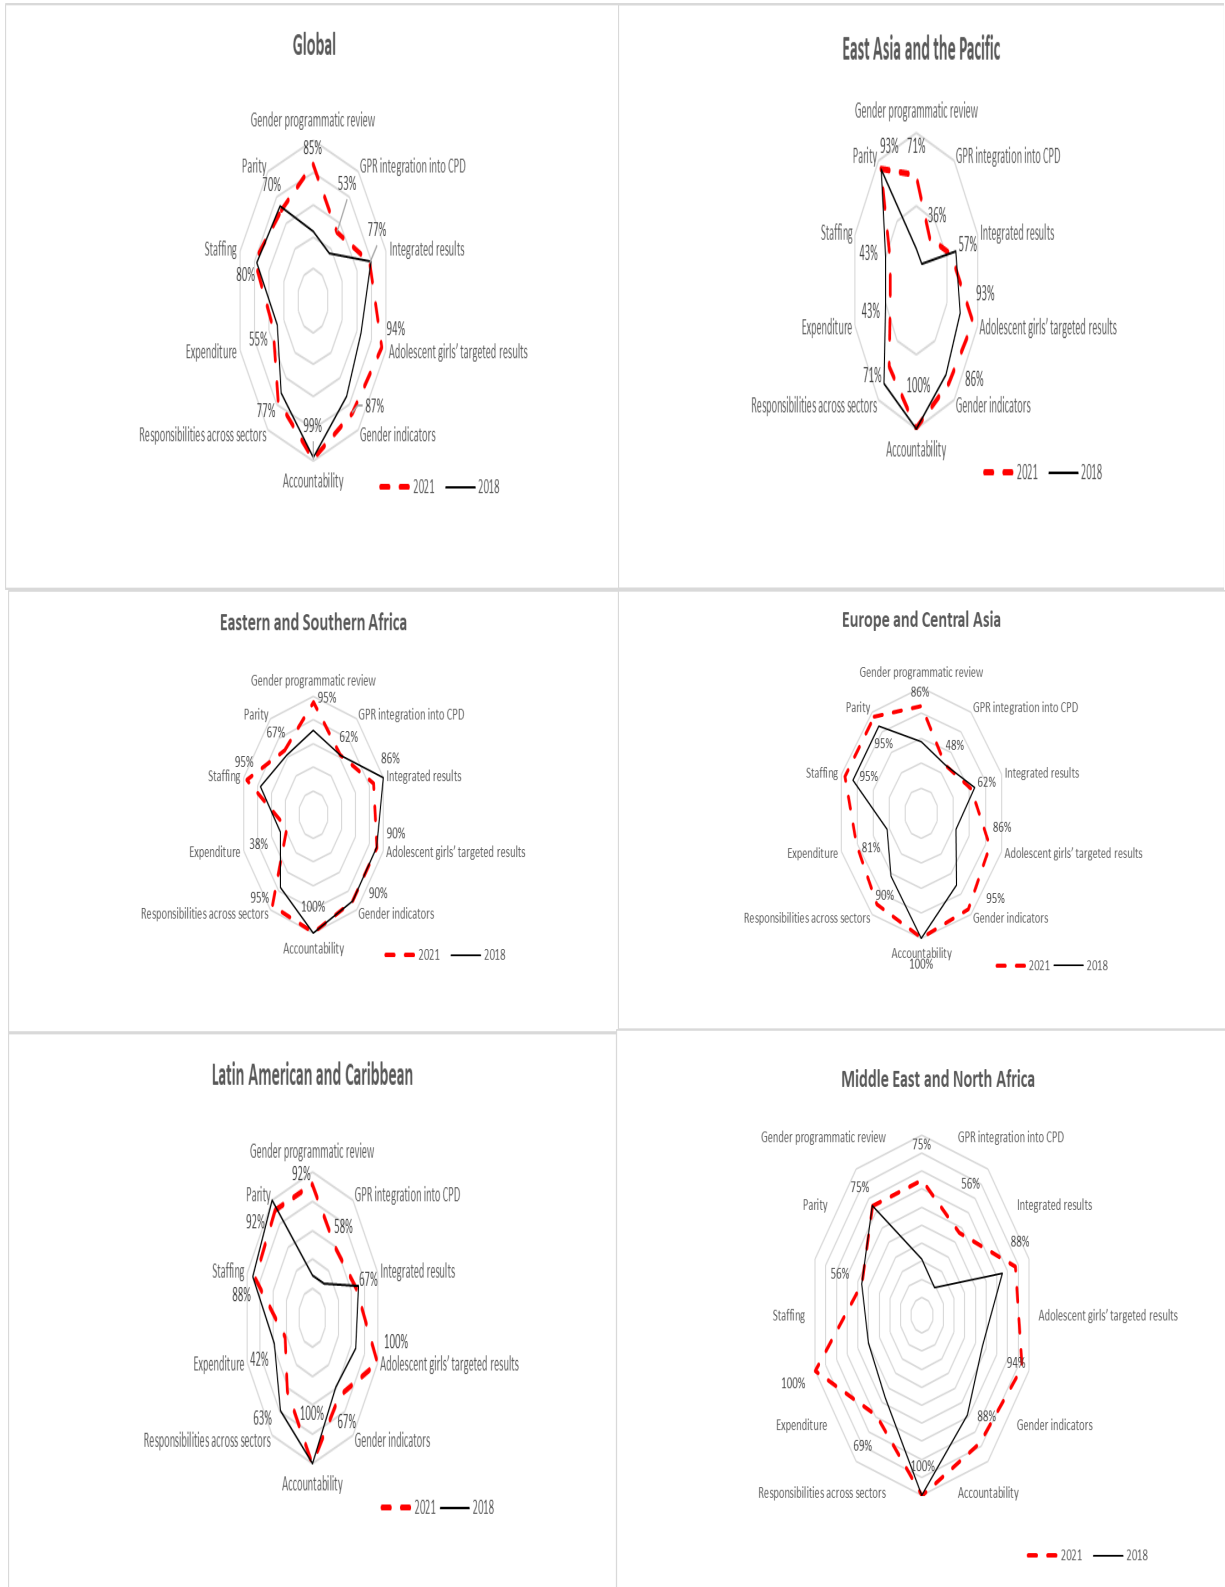 Global
Gender programmatic review
85%
Parity
GPR integration into CPD
70%
53%
77%
Staffing
Integrated results
80%
94%
55%
Expenditure
Adolescent girls’ targeted results
87%
77%
99%
Responsibilities across sectors
Gender indicators
Accountability
2021
2018
East Asia and the Pacific
Gender programmatic review
93%
71%
Parity
GPR integration into CPD
36%
Staffing
Integrated results
43%
57%
93%
43%
Expenditure
Adolescent girls’ targeted results
71%
100%
86%
Responsibilities across sectors
Gender indicators
Accountability
2021
2018
Eastern and Southern Africa
Gender programmatic review
95%
Parity
GPR integration into CPD
67%
62%
95%
86%
Staffing
Integrated results
90%
38%
Expenditure
Adolescent girls’ targeted results
95%
90%
100%
Responsibilities across sectors
Gender indicators
Accountability
2021
2018
Europe and Central Asia
Gender programmatic review
86%
Parity
GPR integration into CPD
95%
48%
Staffing
Integrated results
95%
62%
86%
81%
Expenditure
Adolescent girls’ targeted results
90%
95%
Responsibilities across sectors
Gender indicators
Accountability
100%
2021
2018
Latin American and Caribbean
Gender programmatic review
92%
Parity
GPR integration into CPD
92%
58%
Staffing
Integrated results
88%
67%
100%
42%
Expenditure
Adolescent girls’ targeted results
63%
100%
67%
Responsibilities across sectors
Gender indicators
Accountability
2021
2018
Middle East and North Africa
Gender programmatic review
75%
GPR integration into CPD
75%
56%
Parity
Integrated results
88%
56%
Staffing
Adolescent girls’ targeted results
94%
100%
88%
Expenditure
Gender indicators
69%
100%
Responsibilities across sectors
Accountability
2021
2018